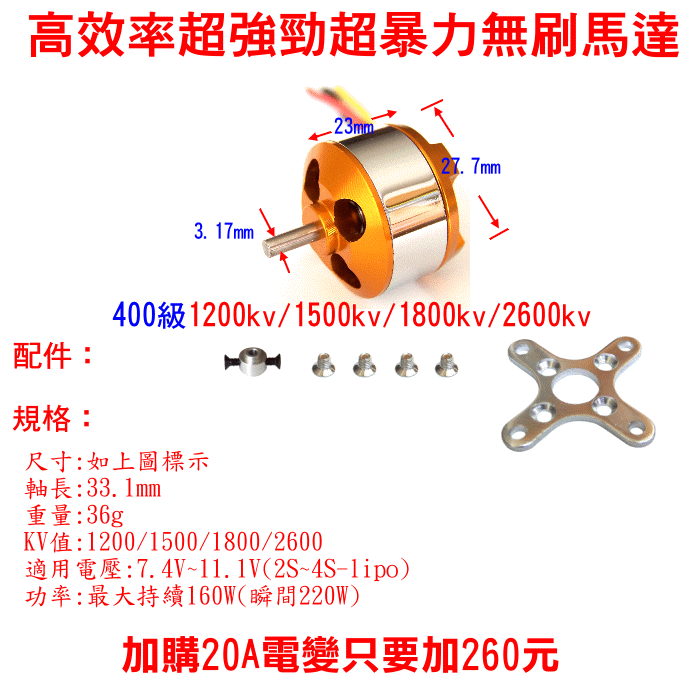 高效率超強勁超暴力無刷馬達
23mm
27.7mm
3.17mm
400級1200kv/1500kv/1800kv/2600kv
配件：
規格：
尺寸:如上圖標示
軸長:33.1mm
重量:36g
KV值:1200/1500/1800/2600
適用電壓:7.4V~11.1V(2S~4S-lipo)
功率:最大持續160W(瞬間220W)
加購20A電變只要加260元